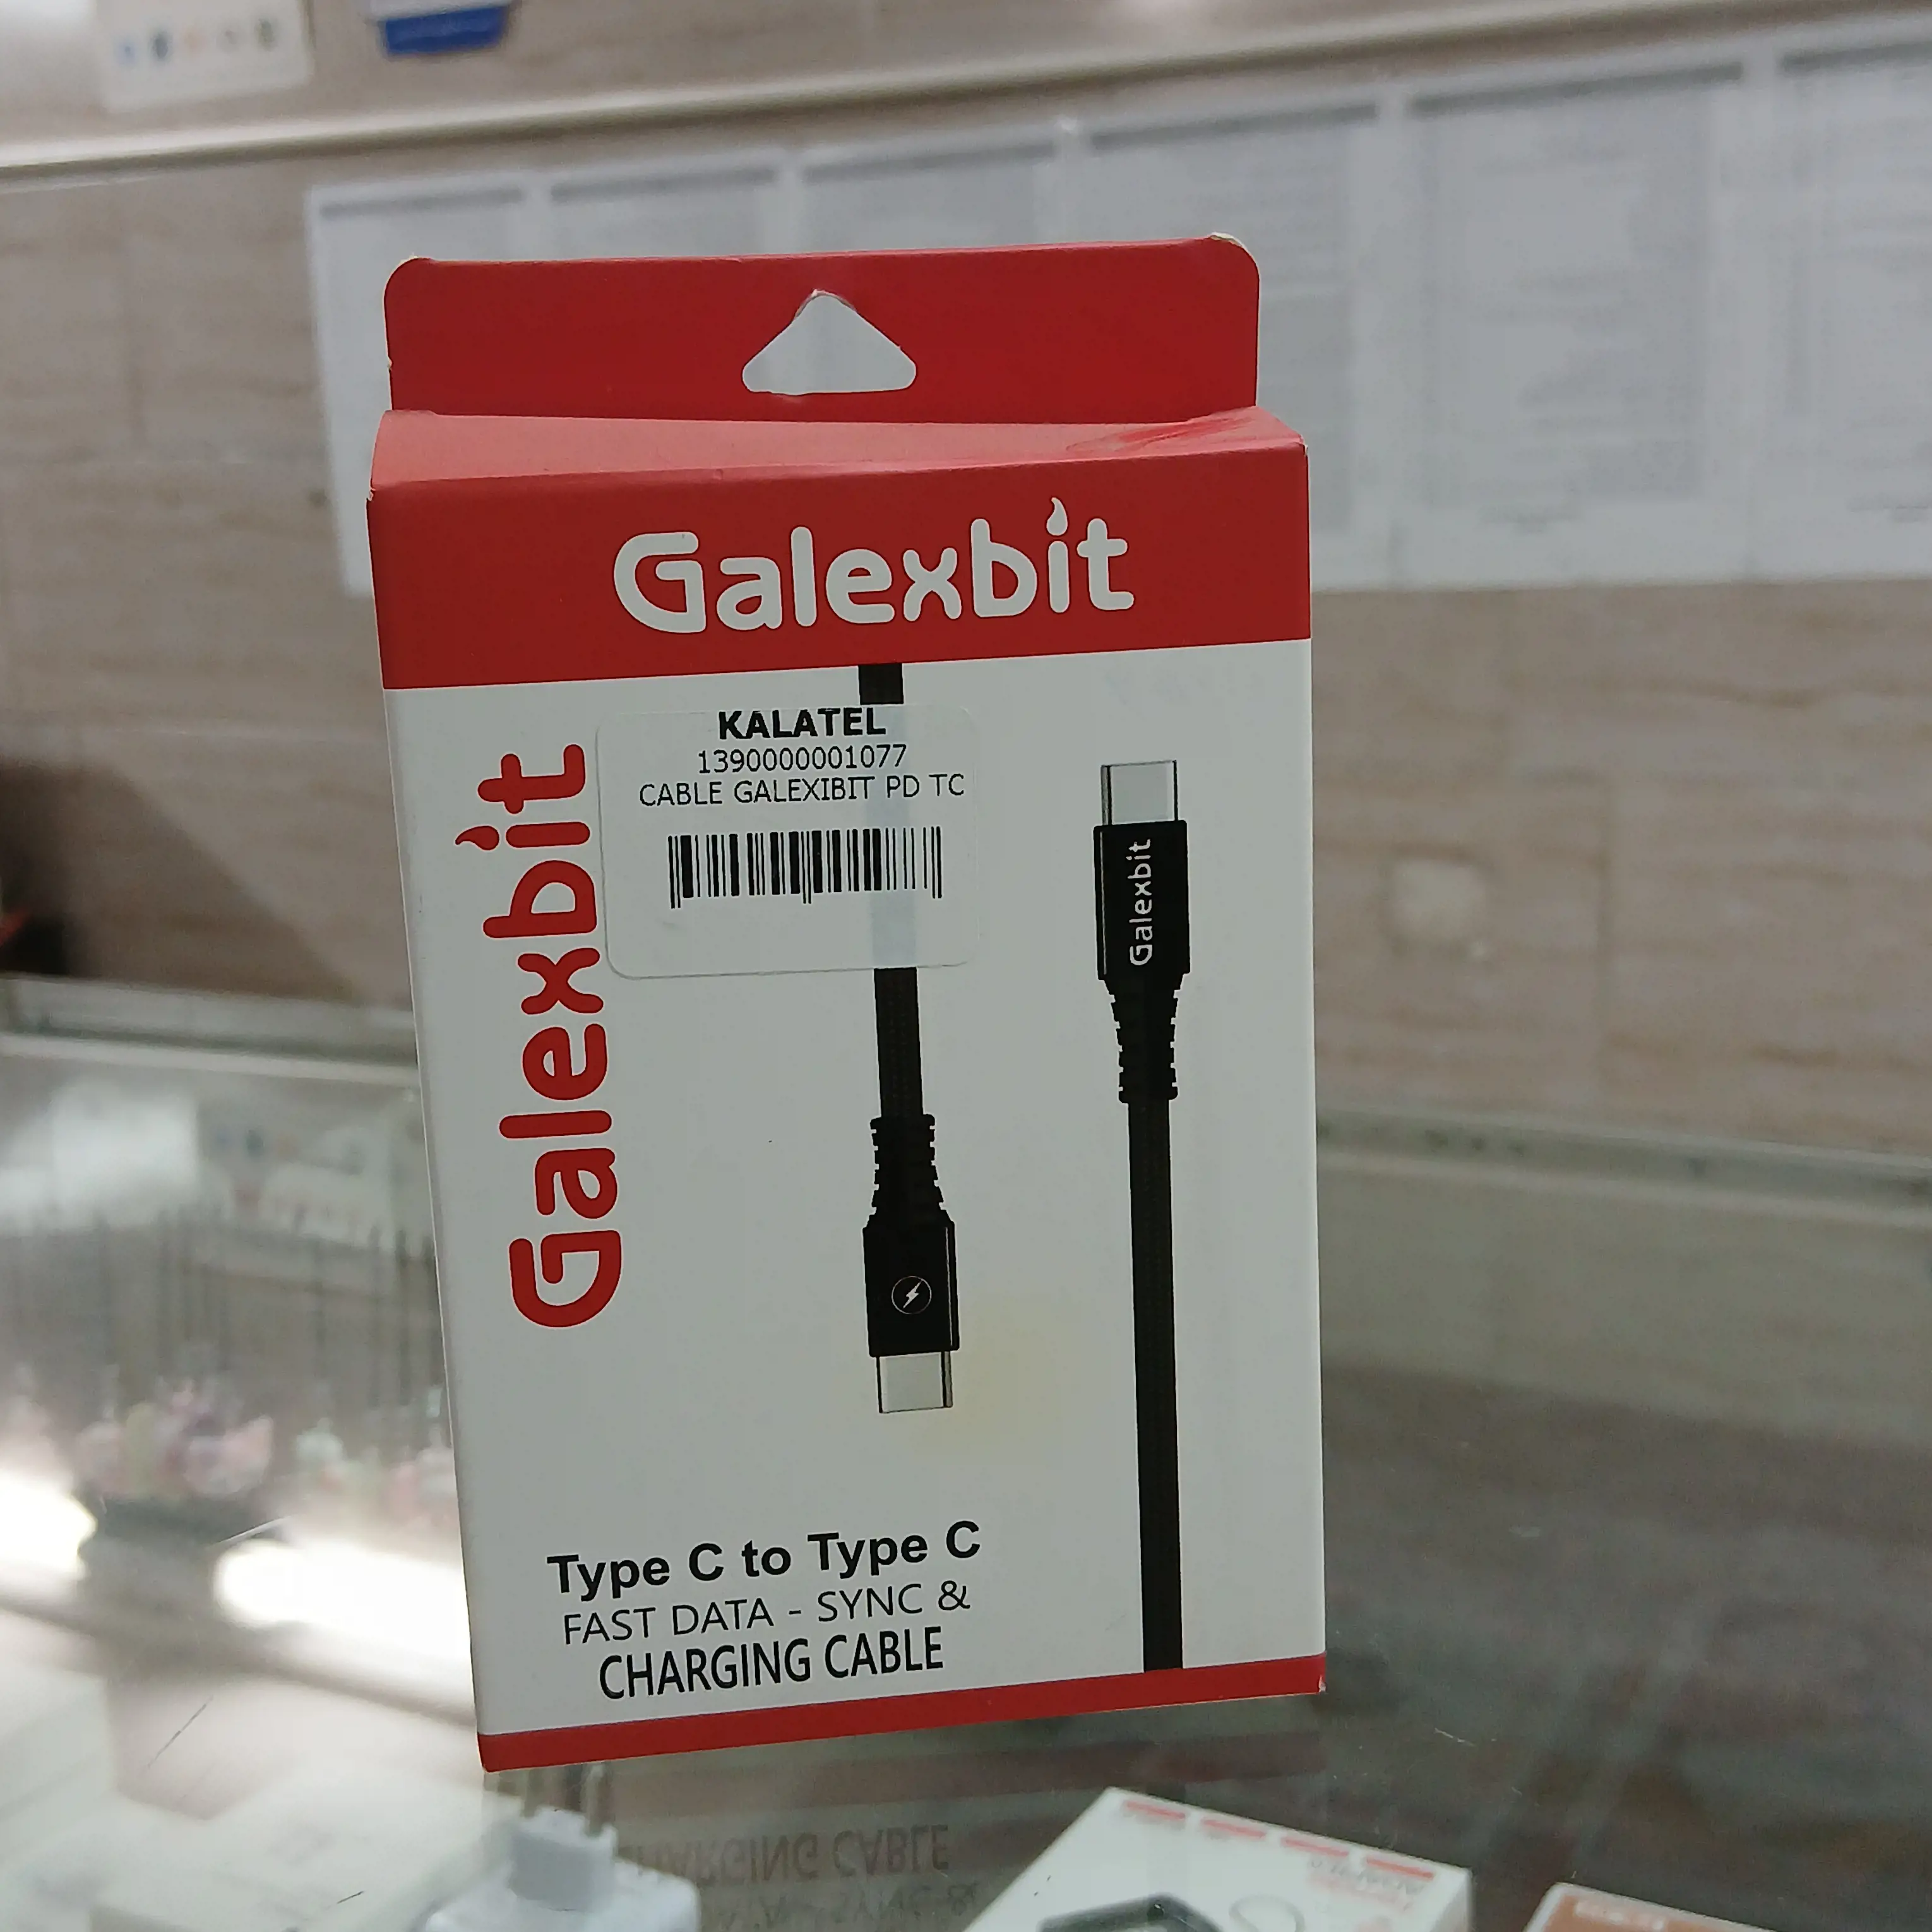 Galexbit
KALATEL
1390000001077
CABLE GALEXIBIT PD TC
Galexbit
Galexbit
Type C to Type C
FAST DATA - SYNC &
CHARGING CABLE